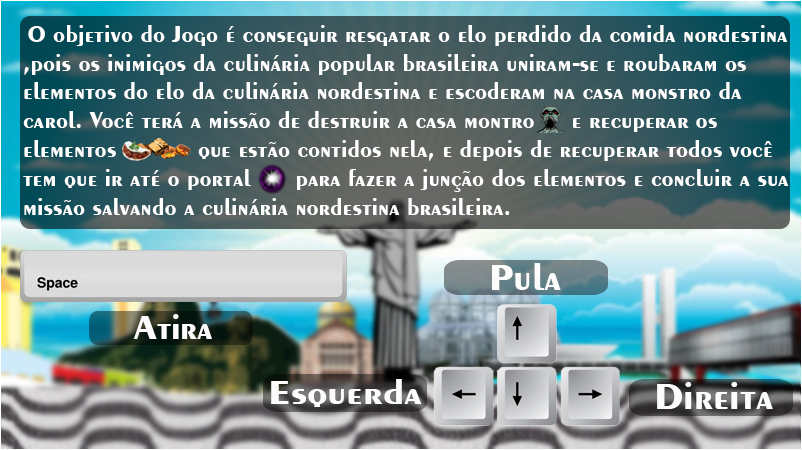 O objetivo do Jogo é conseguir resgatar o elo perdido da comida nordestina
,pois os inimigos da culinária popular brasileira uniram-se e roubaram os
elementos do elo da culinária nordestina e escoderam na casa monstro da
carol. Você terá a missão de destruir a casa montro e recuperar os
elementos que estão contidos nela, e depois de recuperar todos você
tem que ir até o portal para fazer a junção dos elementos e concluir a sua
missão salvando a culinária nordestina brasileira.
Space
Pula
Atira
↑
Esquerda ← ↓ → Direita